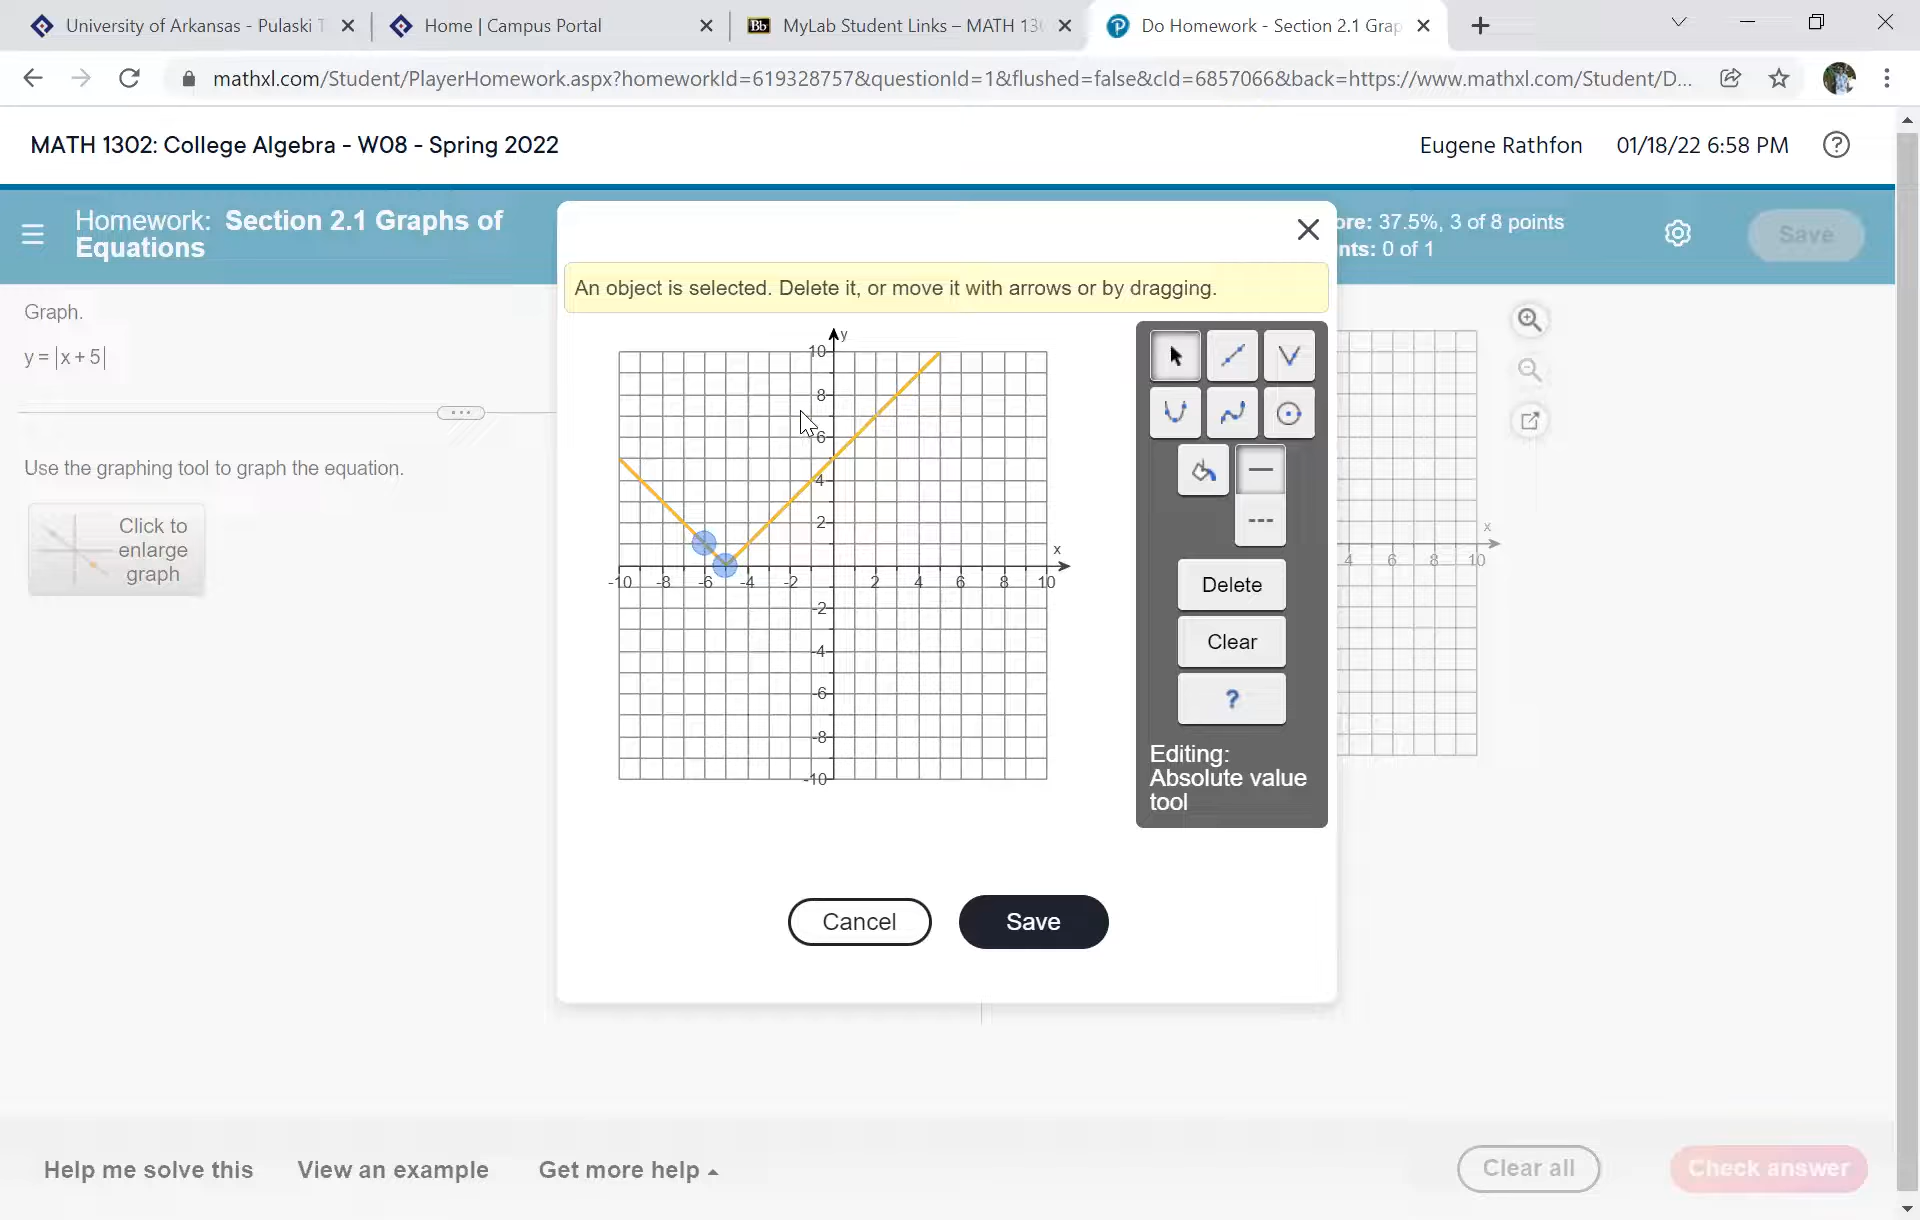 University of Arkansas - Pulaski T
Home | Campus Portal
Bb MyLab Student Links – MATH 130
Do Homework - Section 2.1 Grap
mathxl.com/Student/PlayerHomework.aspx?homeworkId=619328757&questionId=1&flushed=false&cId=6857066&back=https://www.mathxl.com/Student/D...
MATH 1302: College Algebra - W08 - Spring 2022
Eugene Rathfon 01/18/22 6:58 PM ?
Homework: Section 2.1 Graphs of
Equations
ore: 37.5%, 3 of 8 points
nts: 0 of 1
Save
Graph.
y = |x + 5|
Use the graphing tool to graph the equation.
Click to
enlarge
graph
An object is selected. Delete it, or move it with arrows or by dragging.
y
10
8
6
4
2
x
-10 -8 -6 -4 -2 2 4 6 8 10
-2
-4
-6
-8
-10
Delete
Clear
?
Editing:
Absolute value
tool
x
4 6 8 10
Cancel
Save
Help me solve this
View an example
Get more help
Clear all
Check answer